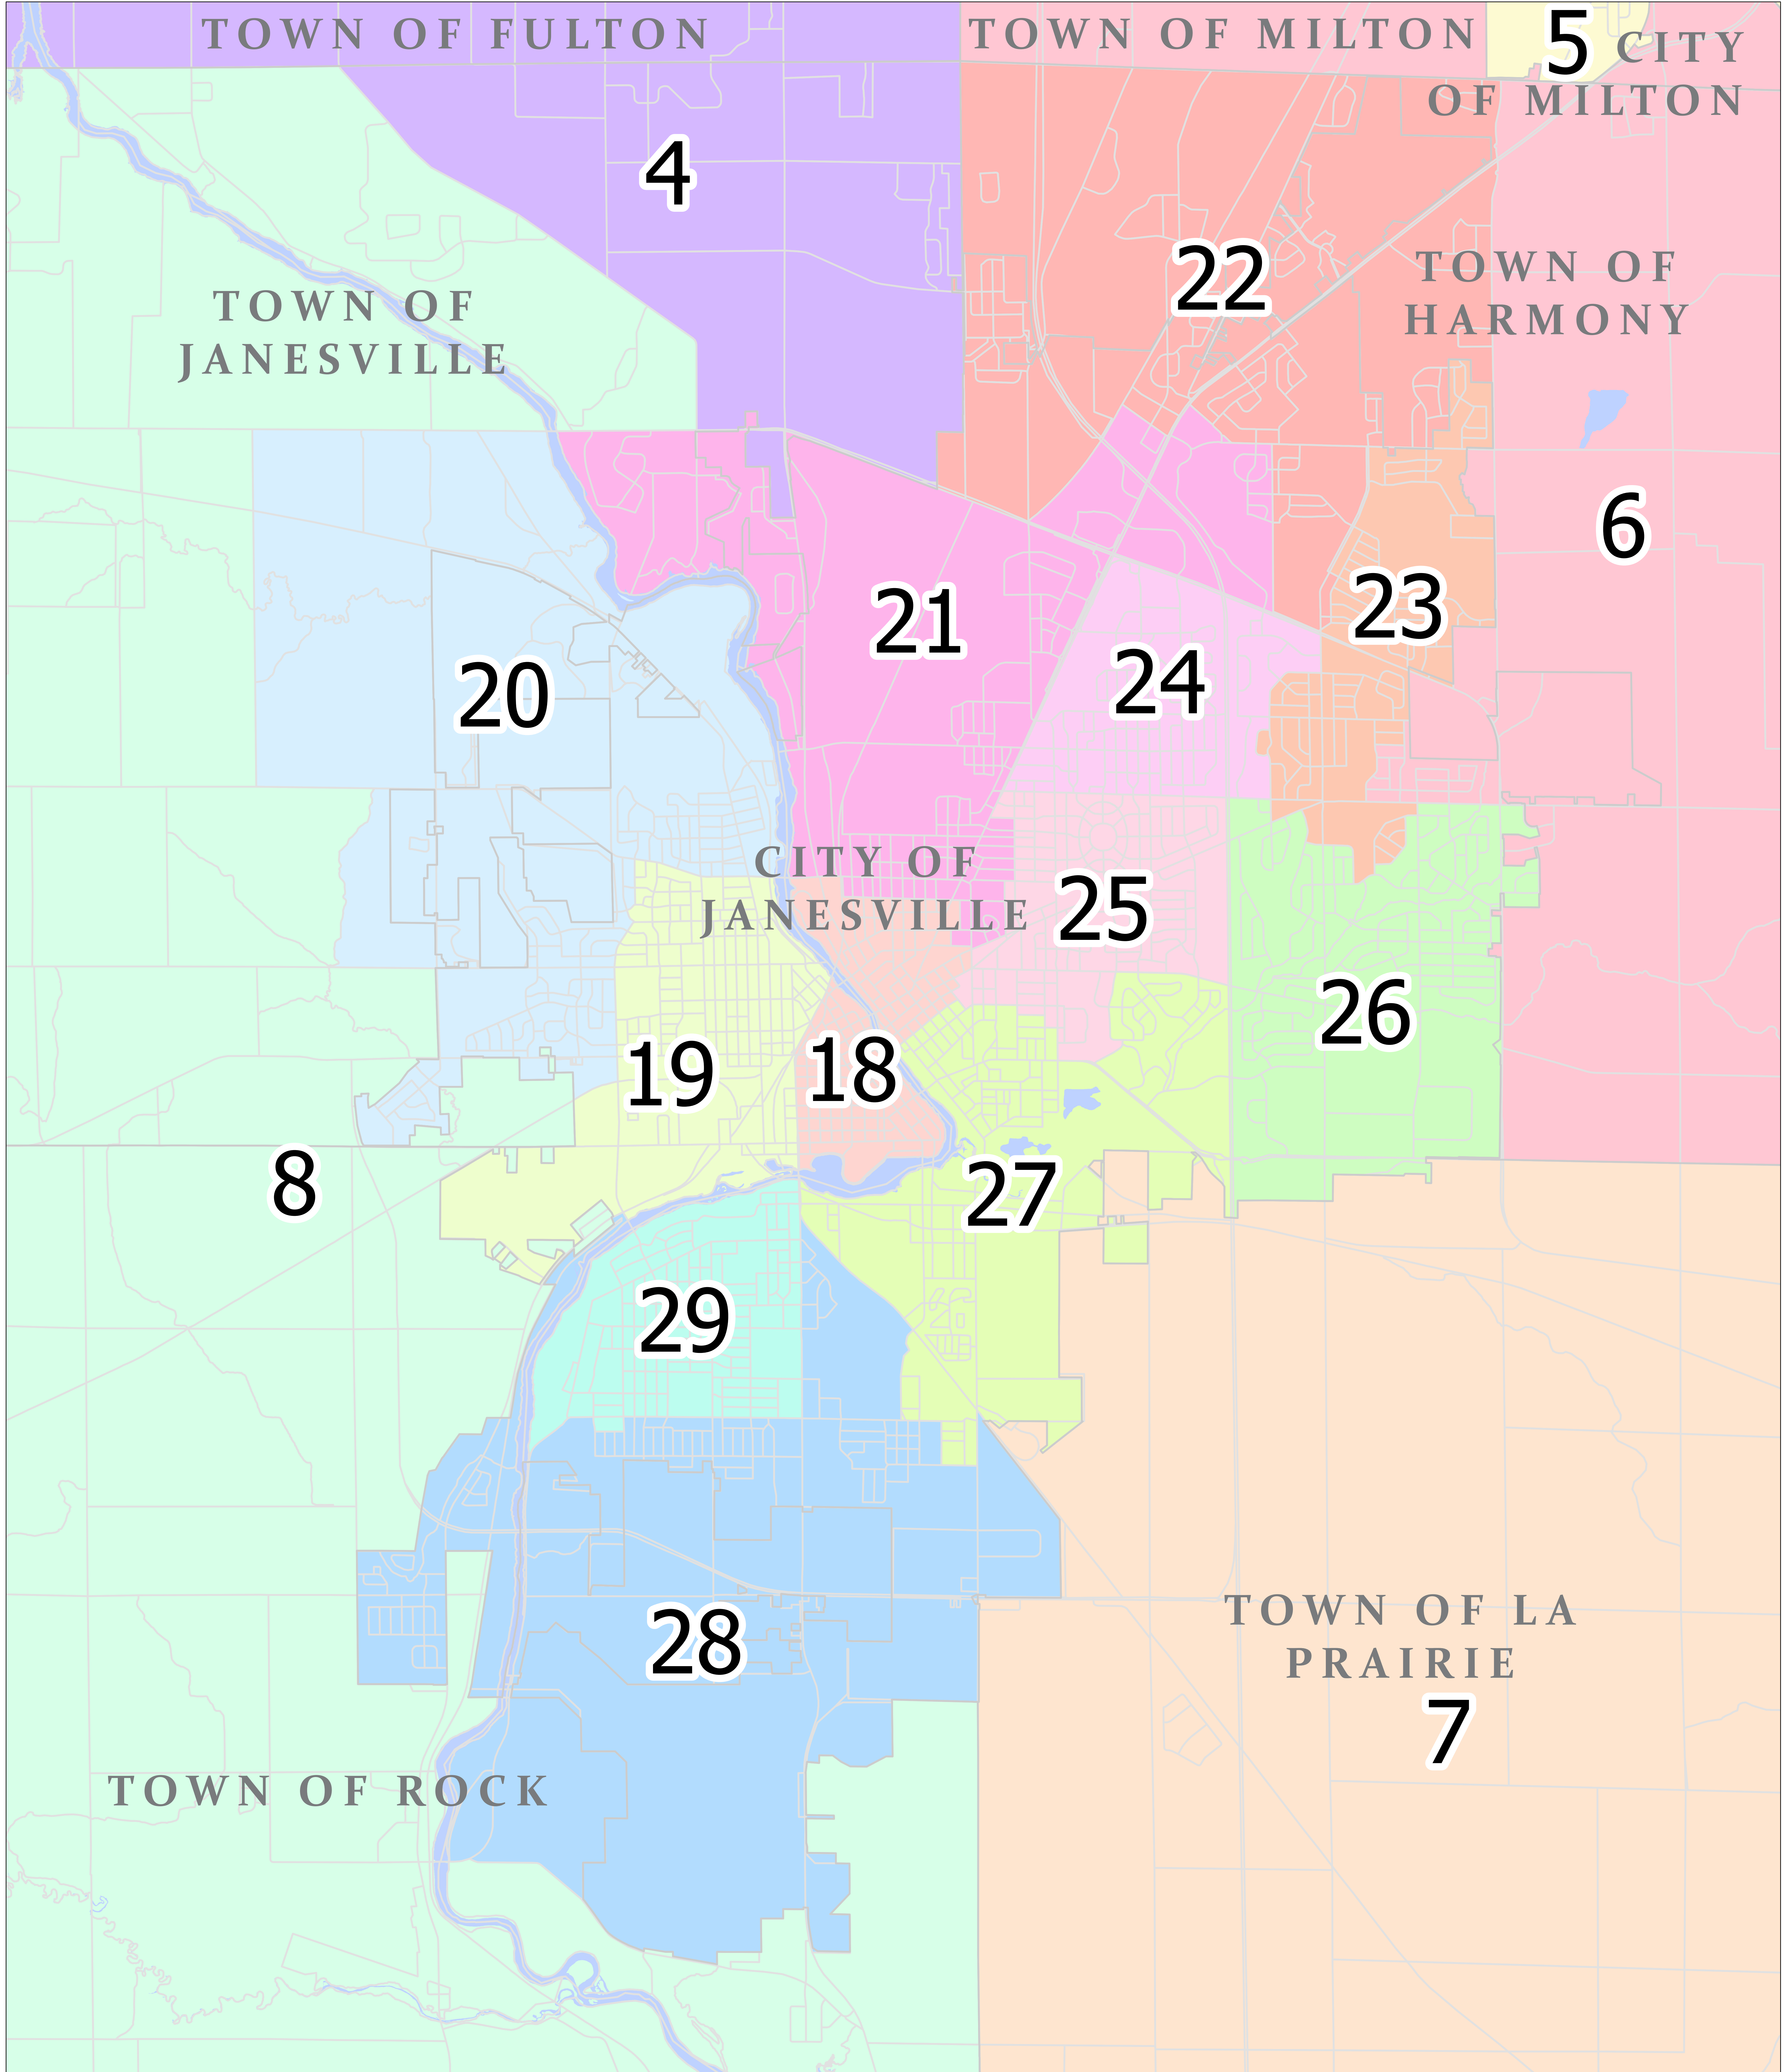 TOWN OF FULTON
TOWN OF MILTON
5
CITY
OF MILTON
4
22
TOWN OF
HARMONY
TOWN OF
JANESVILLE
6
21
23
20
24
CITY OF
JANESVILLE
25
26
19
18
8
27
29
28
TOWN OF LA
PRAIRIE
7
TOWN OF ROCK